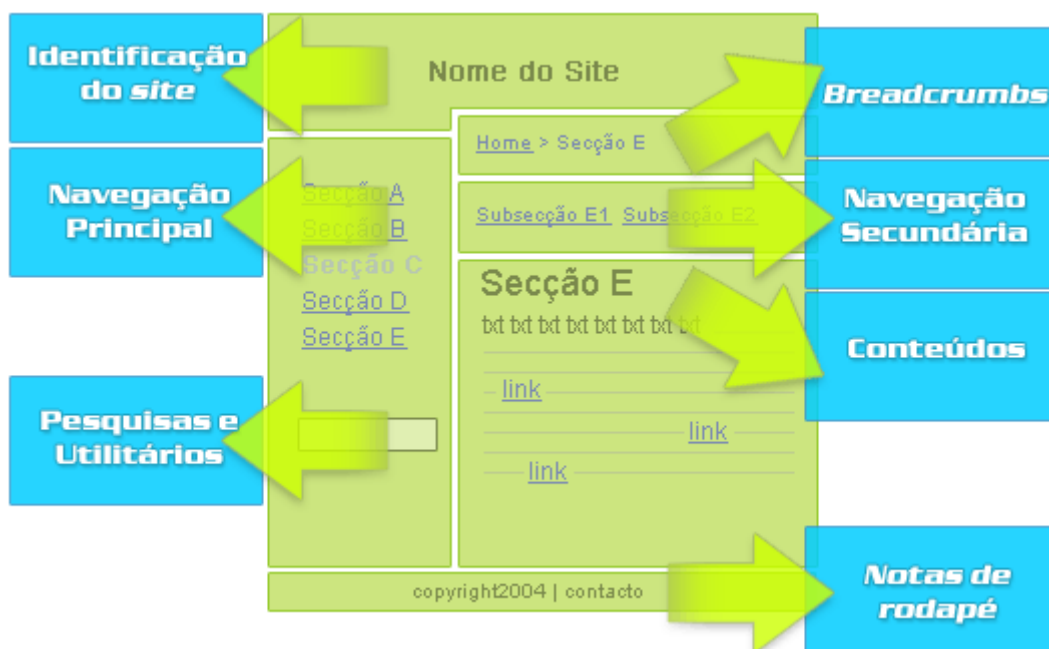 Identificação
do site
Nome do Site
Breadcrumbs
Home > Secção E
Navegação
Principal
Secção A
Secção B
Secção C
Secção D
Secção E
Subsecção E1 Subsecção E2
Navegação
Secundária
Secção E
txt txt txt txt txt txt txt txt
link
link
link
Conteúdos
Pesquisas e
Utilitários
copyright2004 | contacto
Notas de
rodapé